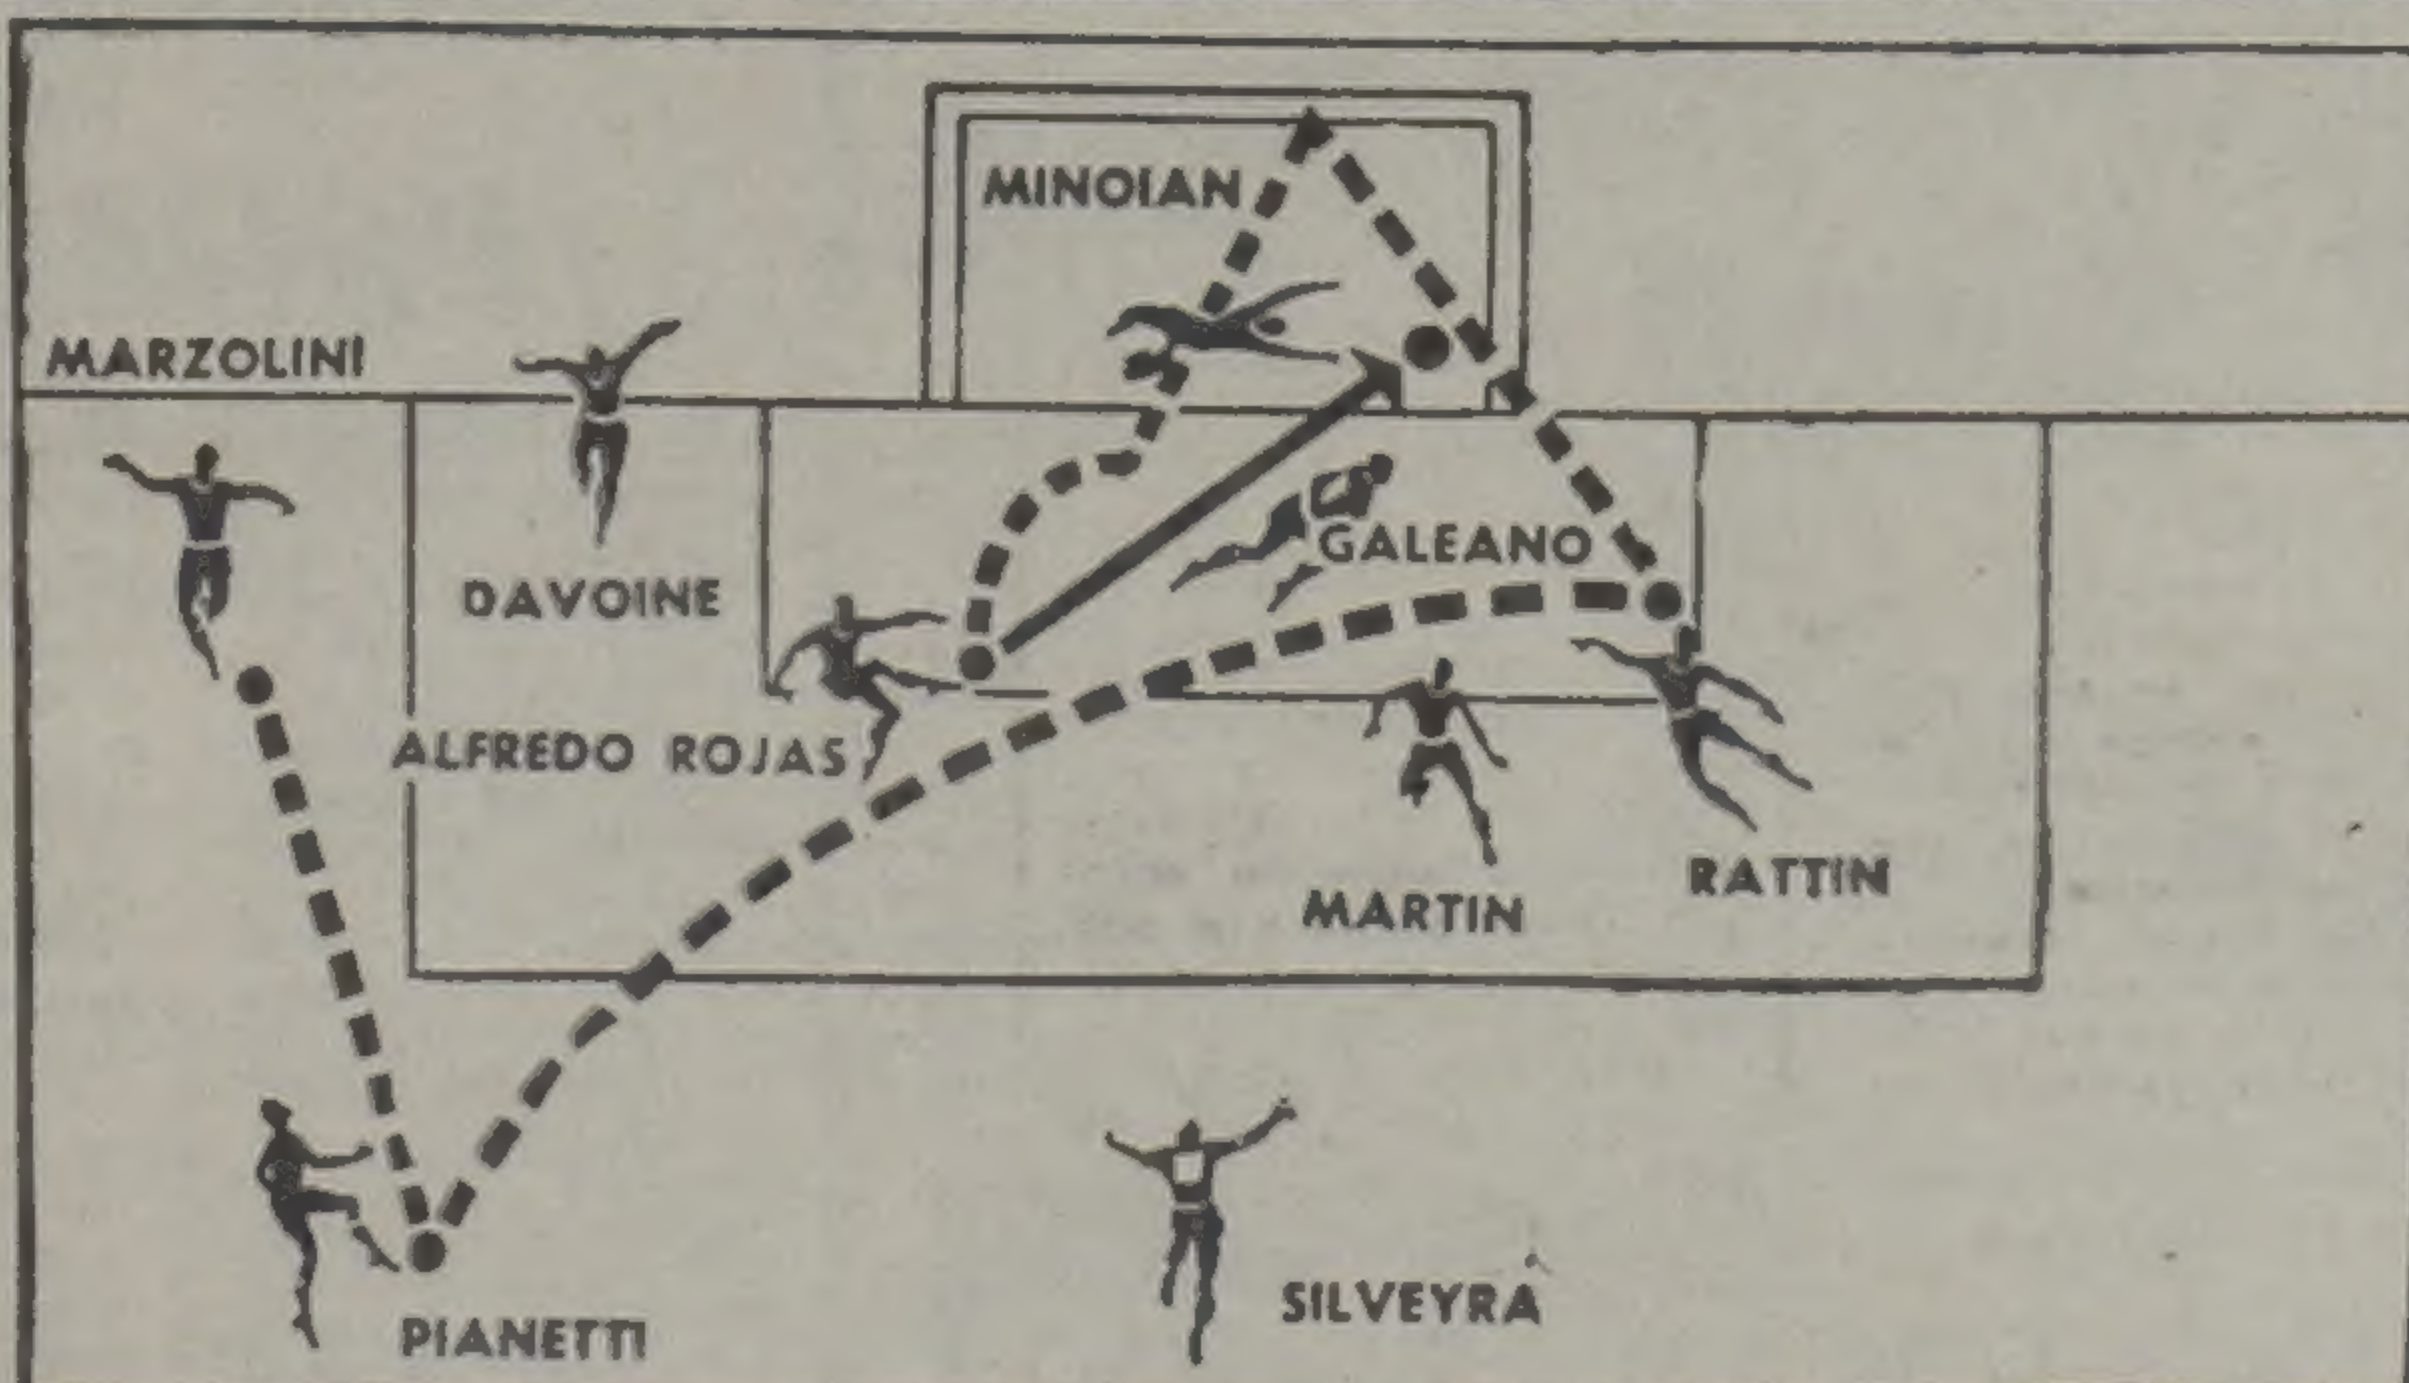 MINOIAN
MARZOLINI
GALEANO
DAVOINE
ALFREDO ROJAS
RATTIN
MARTIN
SILVEYRA
PIANETTI